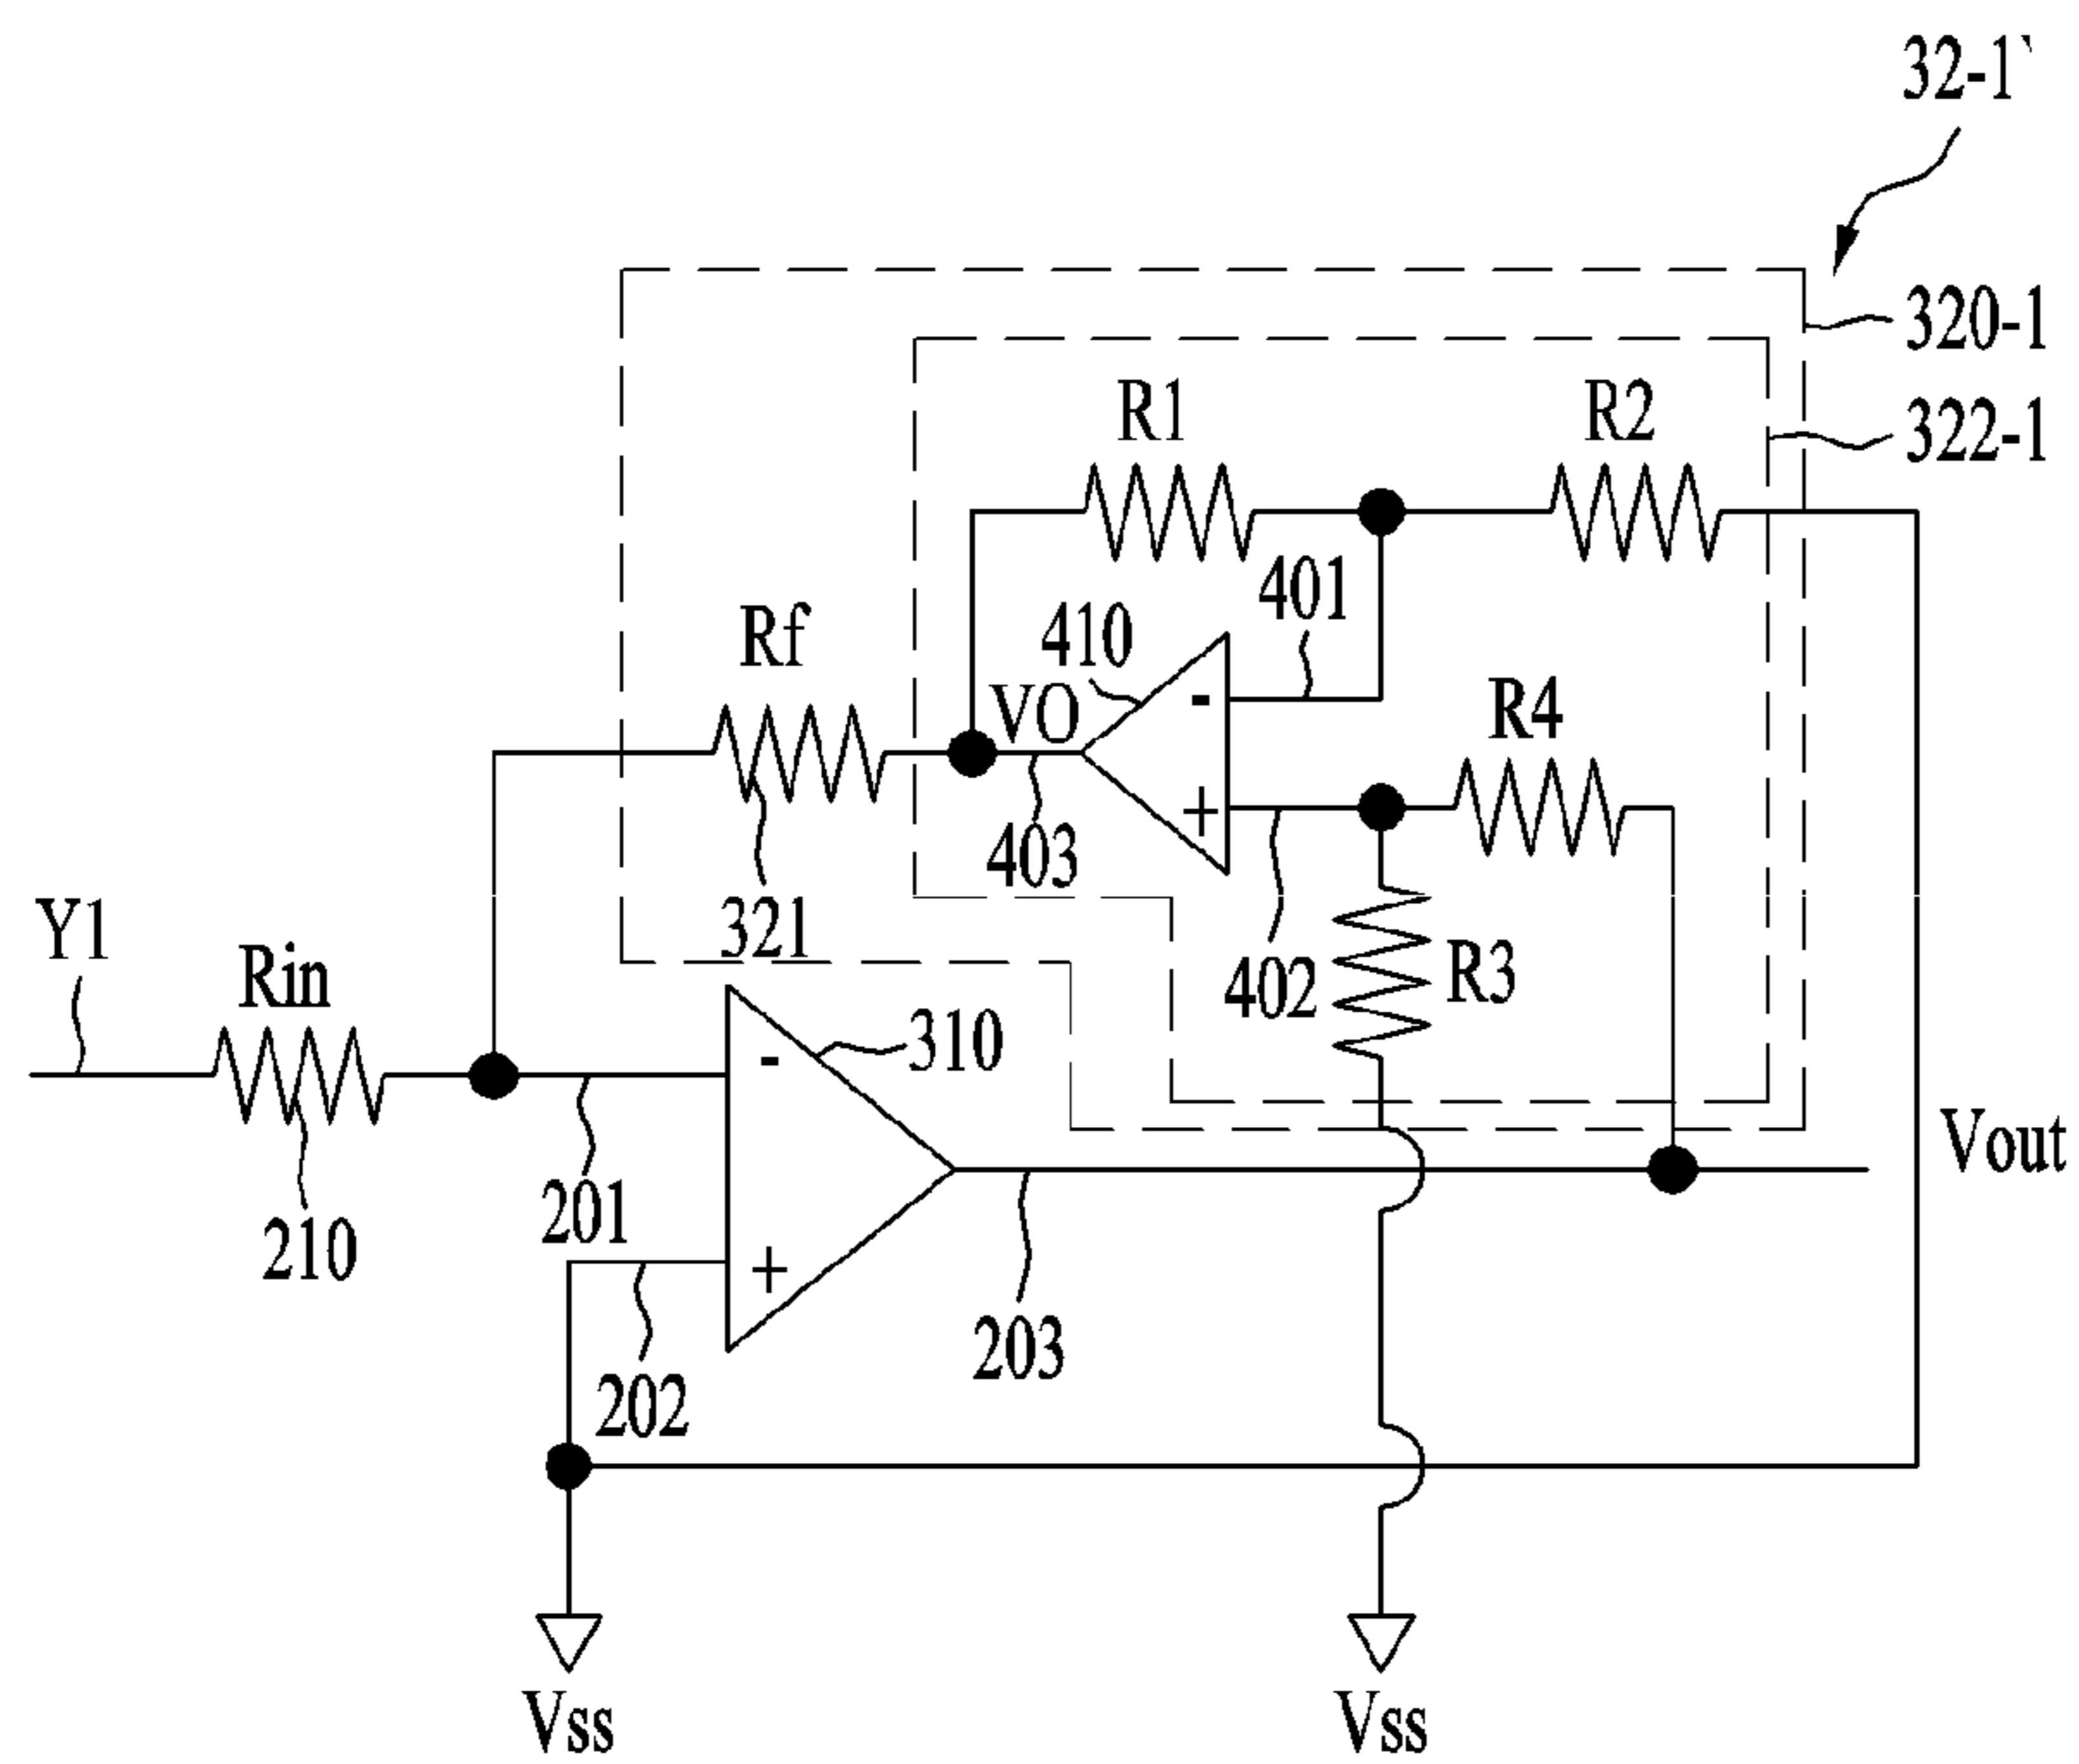 32-1`
320-1
322-1
R1
R2
401
Rf
410
VO
R4
403
321
Y1
Rin
402
R3
310
-
+
-
+
Vout
201
210
203
202
Vss
Vss